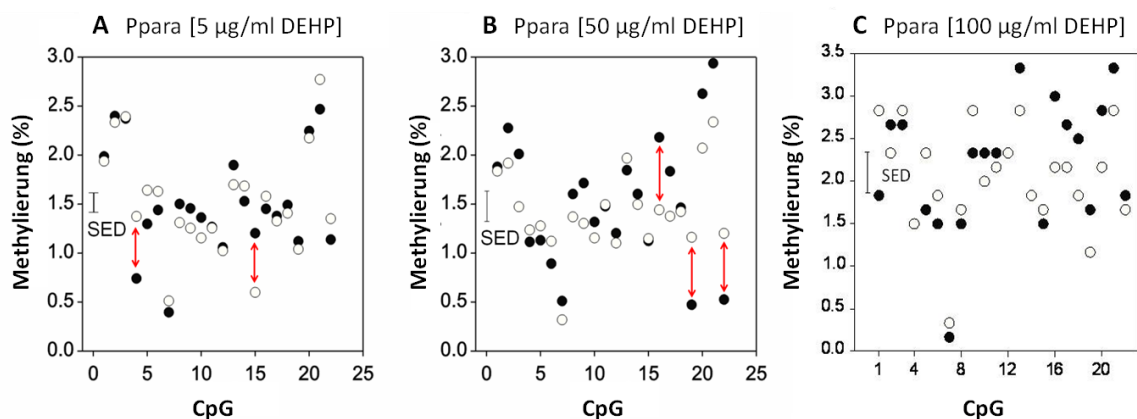 A Ppara [5 µg/ml DEHP]
Methylierung (%)
3.0
2.5
2.0
1.5
1.0
0.5
0.0
SED
0 5 10 15 20 25
CpG
B Ppara [50 µg/ml DEHP]
Methylierung (%)
3.0
2.5
2.0
1.5
1.0
0.5
0.0
SED
0 5 10 15 20 25
CpG
C Ppara [100 µg/ml DEHP]
Methylierung (%)
3.5
3.0
2.5
2.0
1.5
1.0
0.5
0.0
SED
1 4 8 12 16 20
CpG